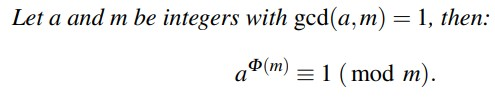 Let a and m be integers with gcd(a,m) = 1, then:
a^Φ(m) ≡ 1 ( mod m).